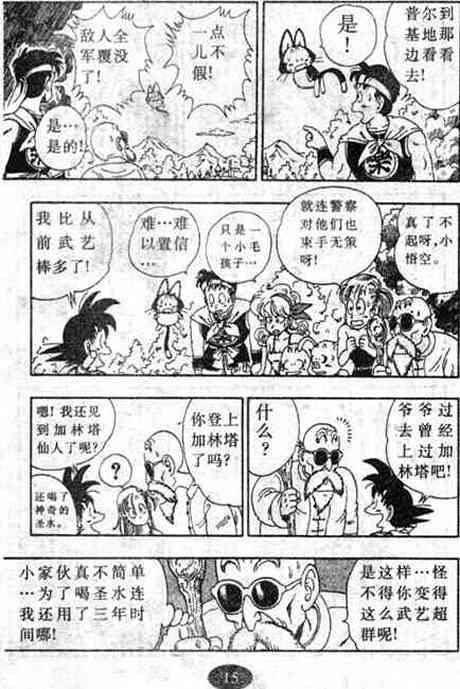 普尔到
基地那
边看看
去！
是！
一点
儿不
假！
敌人全
军覆没
了！
是…
是的！
真了不
起呀，小
悟空。
就连警察
对他们也
束手无策
呀！
只是一
个小毛
孩子…
难…难
以置信
…
我比从
前武艺
棒多了！
爷爷过
去曾经
上过加
林塔吧！
什
么？
你登上
加林塔
了吗？
？
嗯！我还见
到加林塔
仙人了呢？
还喝了
神奇的
圣水。
是这样…怪
不得你变得
这么武艺超
群呢！
小家伙真不简单
…为了喝圣水连
我还用了三年时
间哪！
15